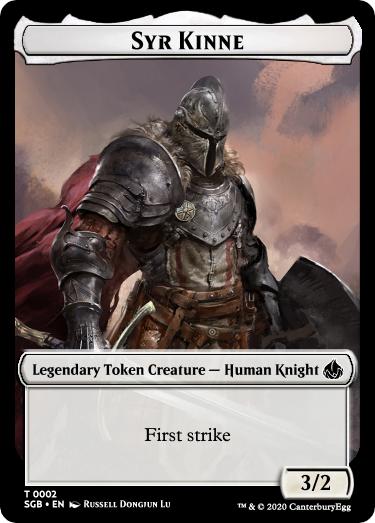 Syr Kinne
Legendary Token Creature — Human Knight
First strike
3/2
T 0002
SGB • EN Russell Dongjun Lu
™ & © 2020 CanterburyEgg